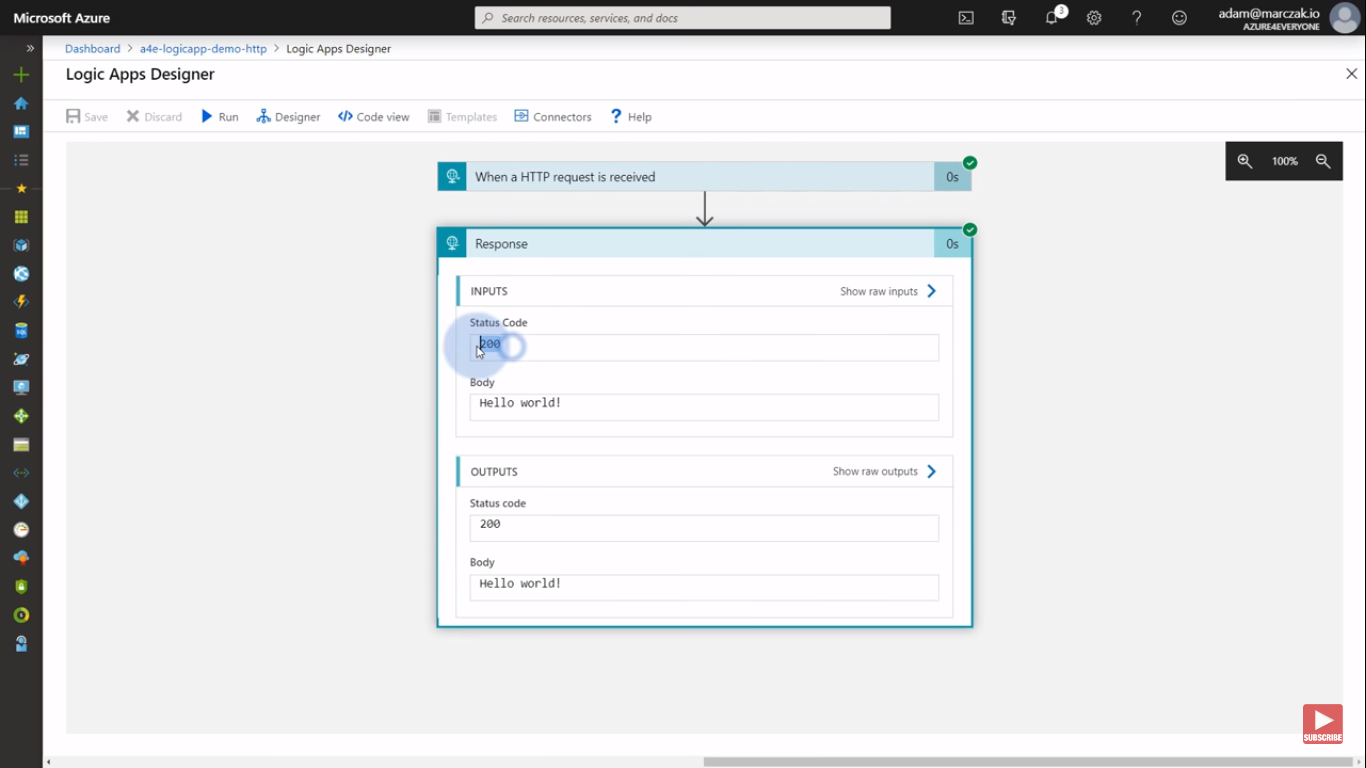 Microsoft Azure
Search resources, services, and docs
3
adam@marczak.io
AZURE4EVERYONE
Dashboard > a4e-logicapp-demo-http > Logic Apps Designer
Logic Apps Designer
Save Discard Run Designer Code view Templates Connectors Help
100%
When a HTTP request is received 0s
Response 0s
INPUTS Show raw inputs
Status Code
200
Body
Hello world!
OUTPUTS Show raw outputs
Status code
200
Body
Hello world!
SUBSCRIBE